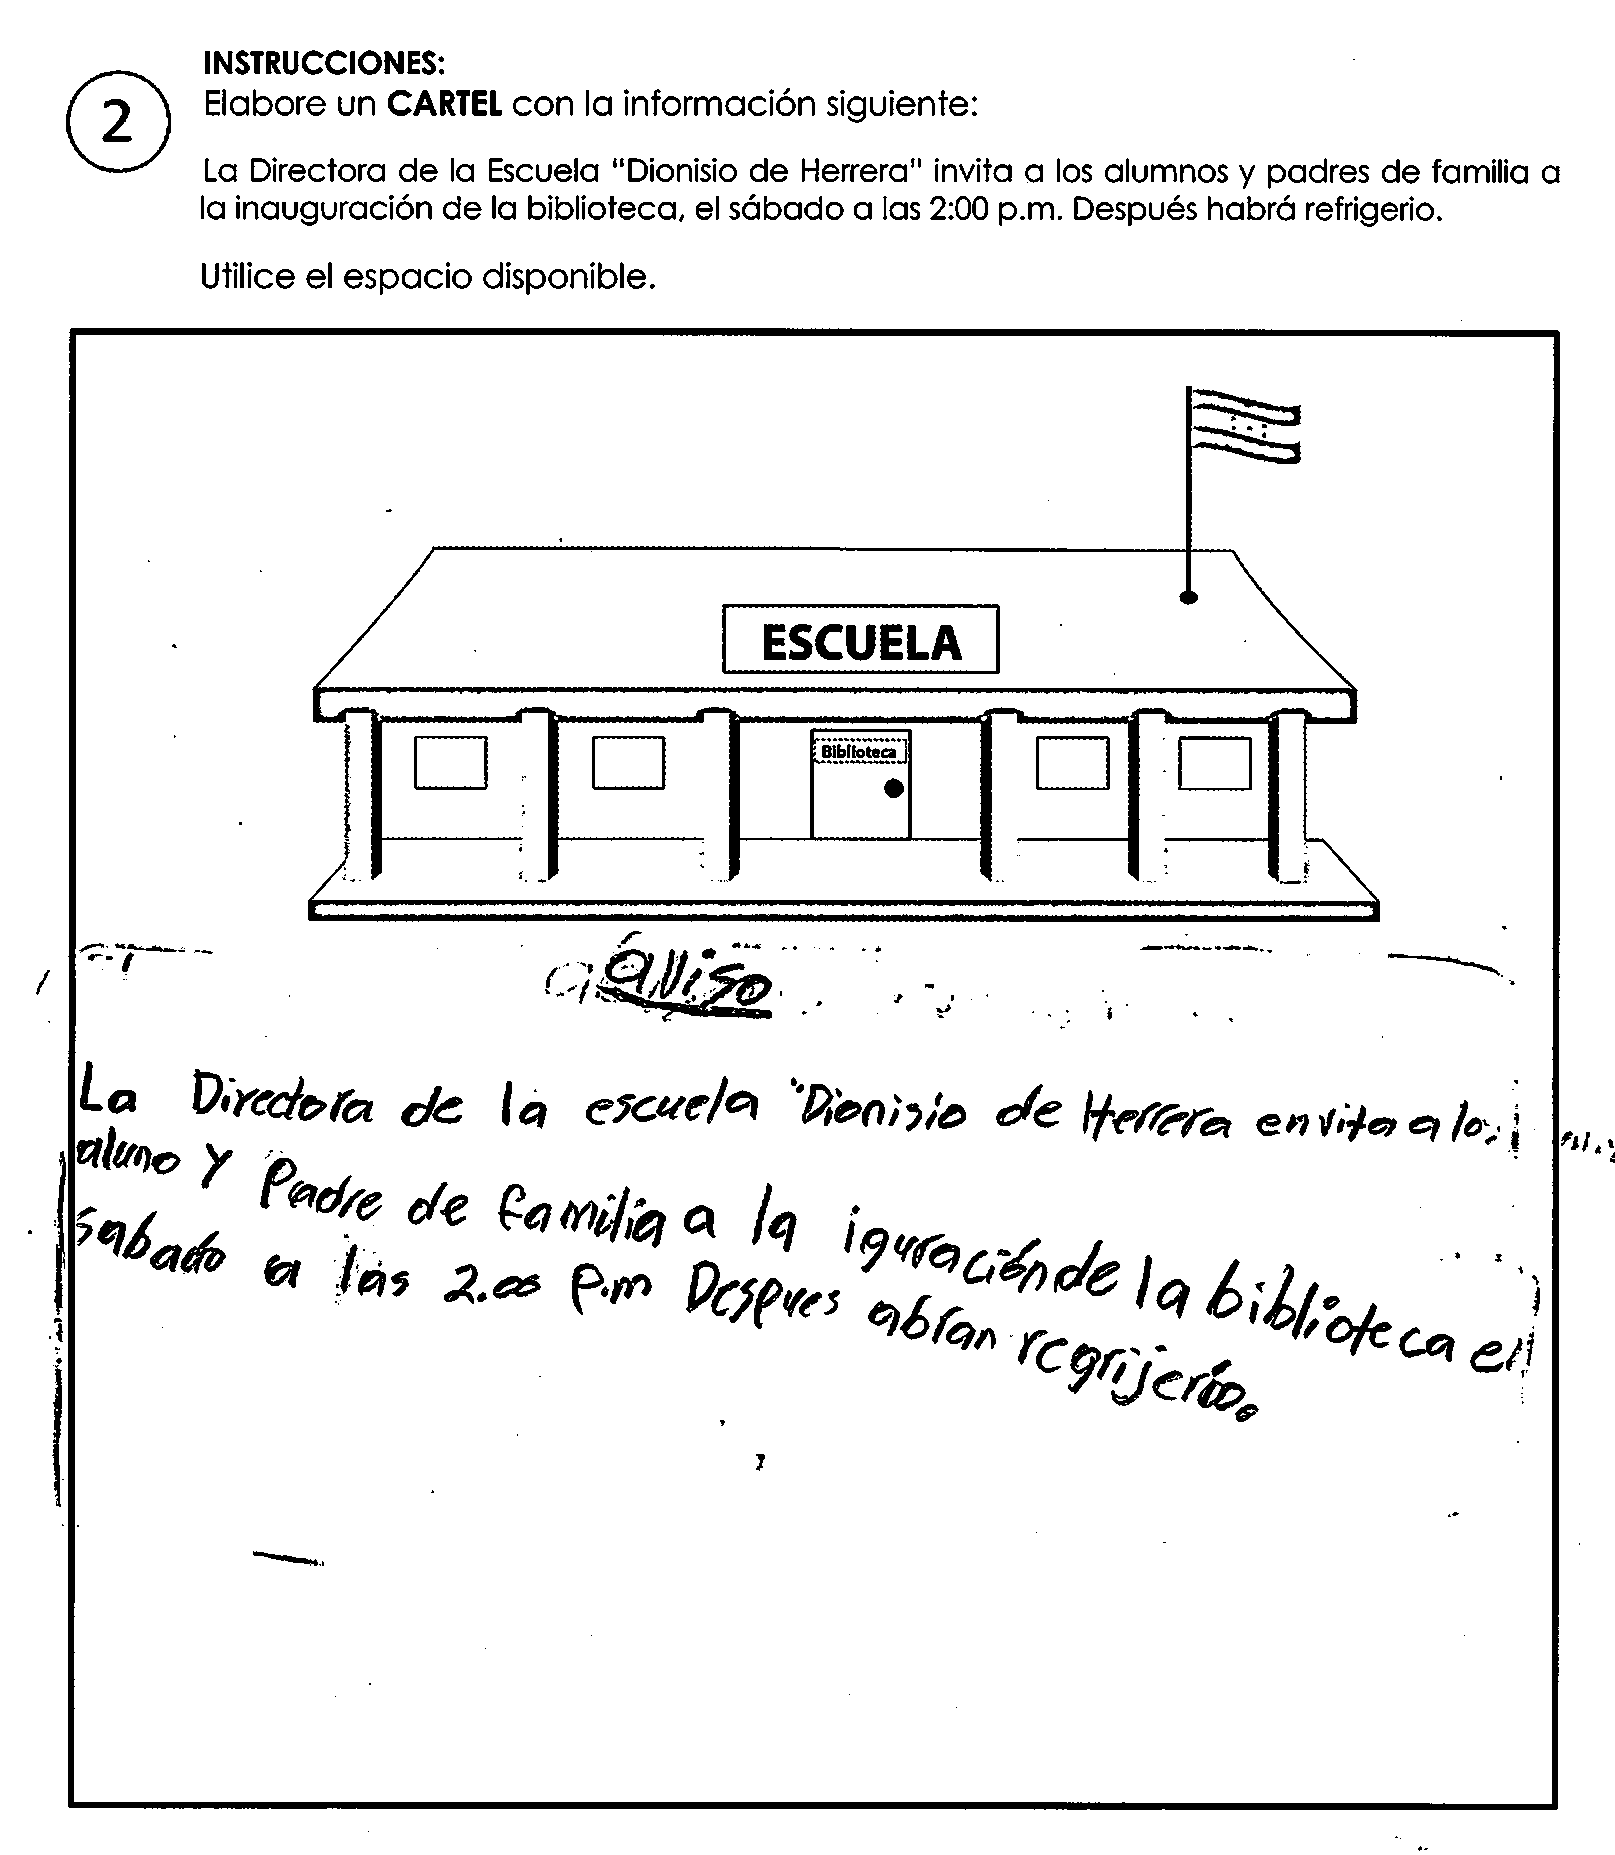 INSTRUCCIONES:
2
Elabore un CARTEL con la información siguiente:
La Directora de la Escuela "Dionisio de Herrera" invita a los alumnos y padres de familia a
la inauguración de la biblioteca, el sábado a las 2:00 p.m. Después habrá refrigerio.
Utilice el espacio disponible.
ESCUELA
Biblioteca
aviso
La Directora de la escuela "Dionisio de Herrera envita a los
aluno y Padre de familia a la iguraciónde la biblioteca el
sabado a las 2.00 P.m Despues abran regrijerio.